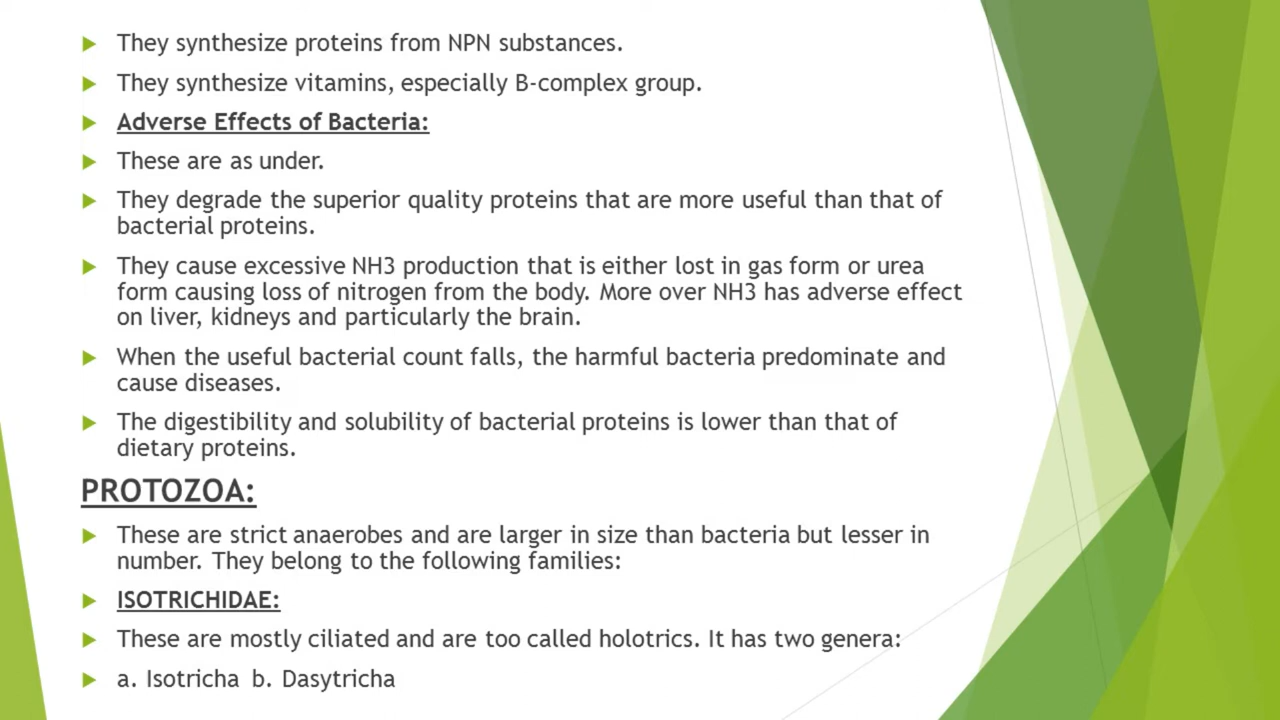 They synthesize proteins from NPN substances.
They synthesize vitamins, especially B-complex group.
Adverse Effects of Bacteria:
These are as under.
They degrade the superior quality proteins that are more useful than that of
bacterial proteins.
They cause excessive NH3 production that is either lost in gas form or urea
form causing loss of nitrogen from the body. More over NH3 has adverse effect
on liver, kidneys and particularly the brain.
When the useful bacterial count falls, the harmful bacteria predominate and
cause diseases.
The digestibility and solubility of bacterial proteins is lower than that of
dietary proteins.
PROTOZOA:
These are strict anaerobes and are larger in size than bacteria but lesser in
number. They belong to the following families:
ISOTRICHIDAE:
These are mostly ciliated and are too called holotrics. It has two genera:
a. Isotricha b. Dasytricha